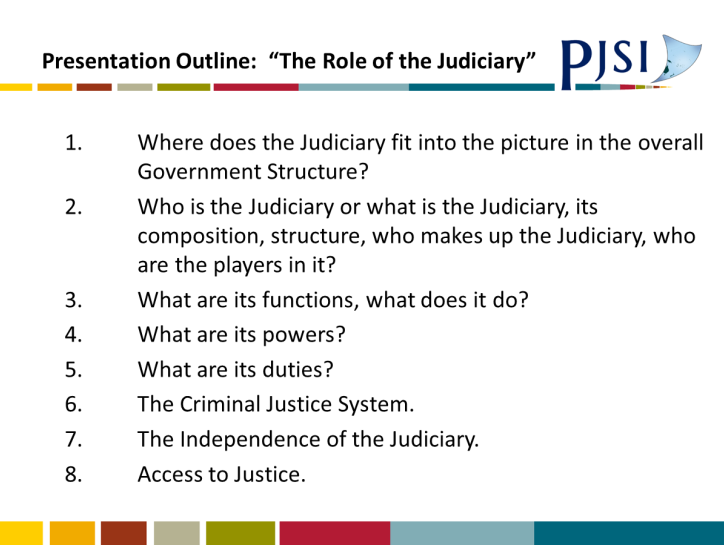 Presentation Outline:  “The Role of the Judiciary”
PJSI
1. Where does the Judiciary fit into the picture in the overall
Government Structure?
2. Who is the Judiciary or what is the Judiciary, its
composition, structure, who makes up the Judiciary, who
are the players in it?
3. What are its functions, what does it do?
4. What are its powers?
5. What are its duties?
6. The Criminal Justice System.
7. The Independence of the Judiciary.
8. Access to Justice.